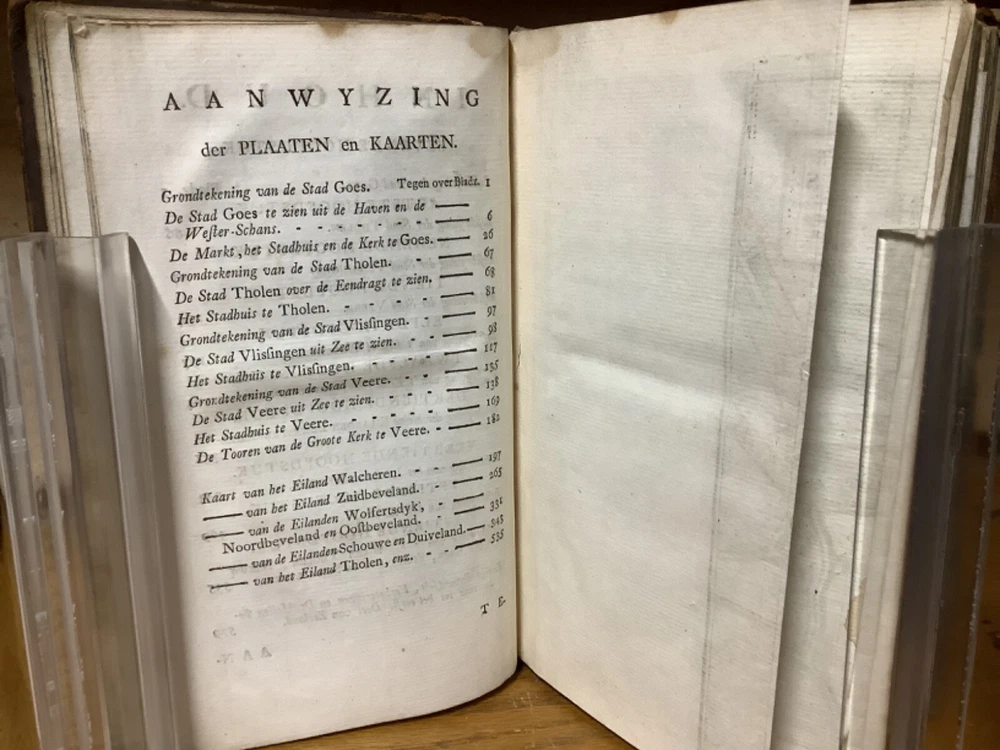 AANWYZING
der PLAATEN en KAARTEN.
Grondtekening van de Stad Goes. Tegen over Bladz. 1
De Stad Goes te zien uit de Haven en de ——
Weſter-Schans. - - - - - - 6
De Markt, het Stadhuis en de Kerk te Goes. —— 26
Grondtekening van de Stad Tholen. - —— 67
De Stad Tholen over de Eendragt te zien. —— 68
Het Stadhuis te Tholen. - - - - —— 81
Grondtekening van de Stad Vlisſingen. - —— 97
De Stad Vlisſingen uit Zee te zien. - - —— 98
Het Stadhuis te Vlisſingen. - - - - —— 117
Grondtekening van de Stad Veere. - - —— 135
De Stad Veere uit Zee te zien. - - - —— 138
Het Stadhuis te Veere. - - - - - —— 169
De Tooren van de Groote Kerk te Veere. - —— 182
Kaart van het Eiland Walcheren. - - —— 197
—— van het Eiland Zuidbeveland. - —— 265
—— van de Eilanden Wolfertsdyk, - ——
Noordbeveland en Ooſtbeveland. - —— 331
—— van de Eilanden Schouwe en Duiveland. — 345
—— van het Eiland Tholen, enz. - - —— 535
T E-